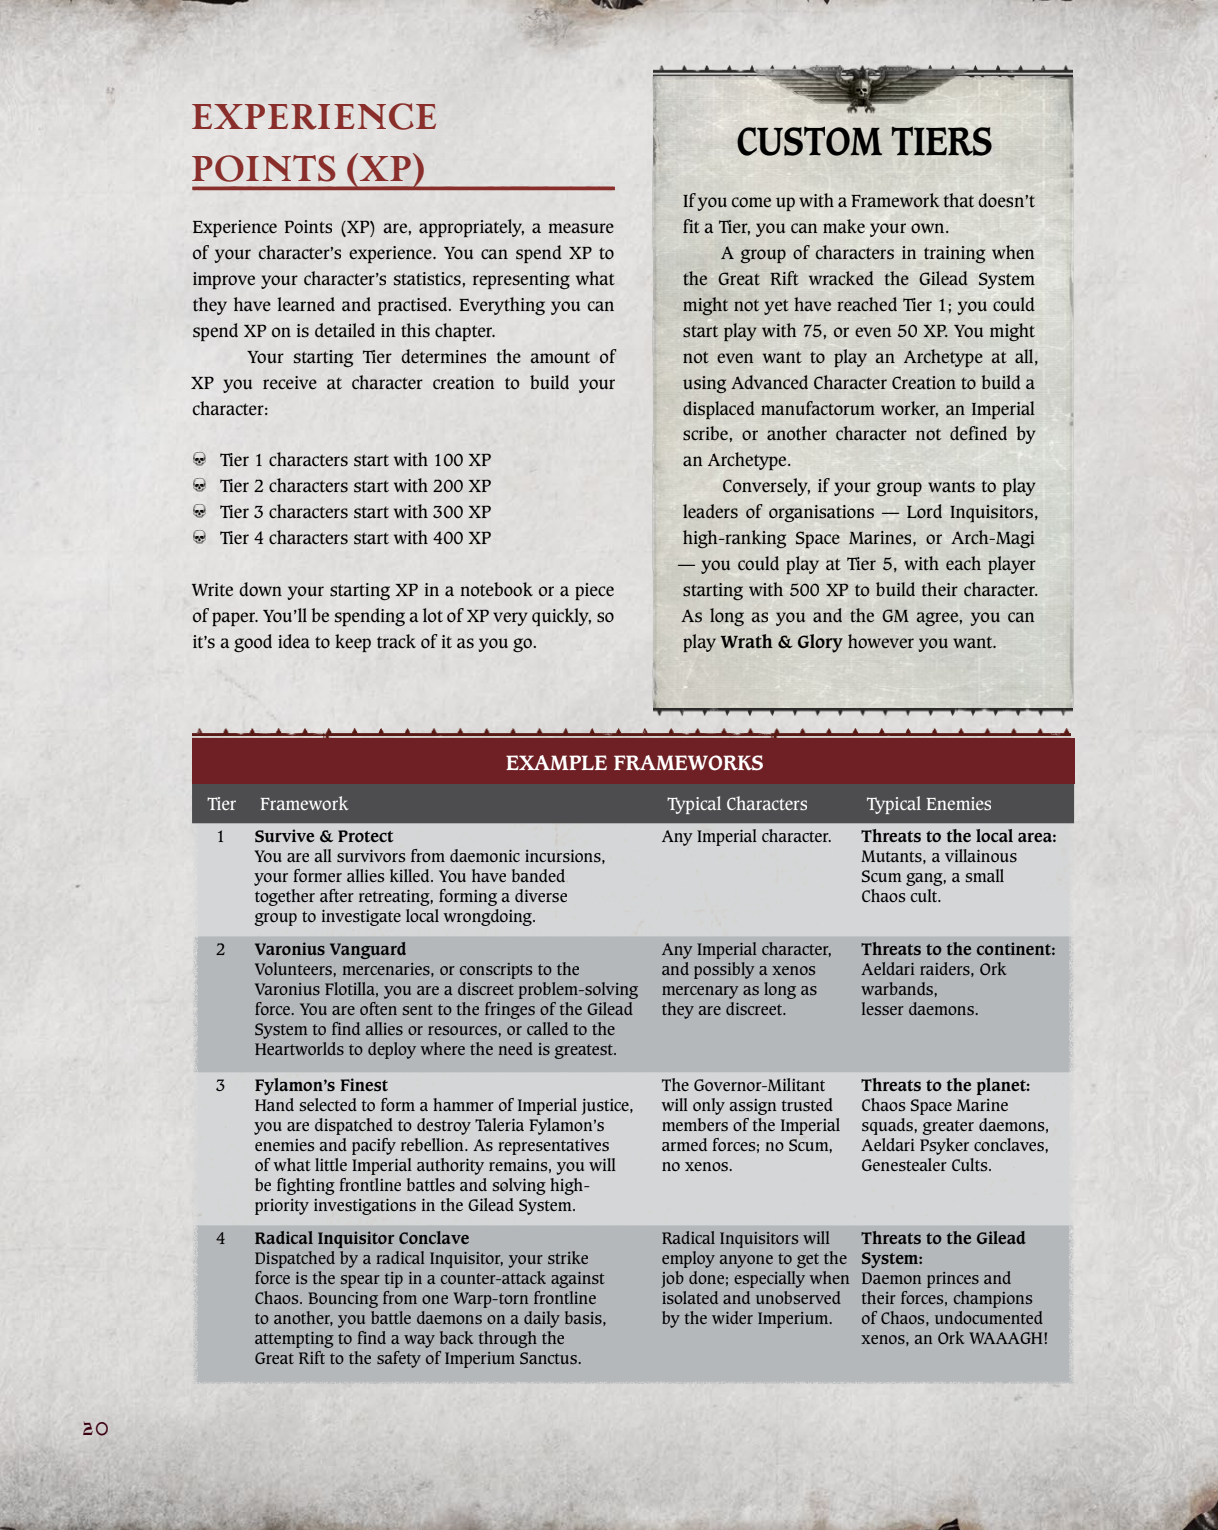 EXPERIENCE
POINTS (XP)
Experience Points (XP) are, appropriately, a measure
of your character's experience. You can spend XP to
improve your character's statistics, representing what
they have learned and practised. Everything you can
spend XP on is detailed in this chapter.
Your starting Tier determines the amount of
XP you receive at character creation to build your
character:
Tier 1 characters start with 100 XP
Tier 2 characters start with 200 XP
Tier 3 characters start with 300 XP
Tier 4 characters start with 400 XP
Write down your starting XP in a notebook or a piece
of paper. You'll be spending a lot of XP very quickly, so
it's a good idea to keep track of it as you go.
CUSTOM TIERS
If you come up with a Framework that doesn't
fit a Tier, you can make your own.
A group of characters in training when
the Great Rift wracked the Gilead System
might not yet have reached Tier 1; you could
start play with 75, or even 50 XP. You might
not even want to play an Archetype at all,
using Advanced Character Creation to build a
displaced manufactorum worker, an Imperial
scribe, or another character not defined by
an Archetype.
Conversely, if your group wants to play
leaders of organisations — Lord Inquisitors,
high-ranking Space Marines, or Arch-Magi
— you could play at Tier 5, with each player
starting with 500 XP to build their character.
As long as you and the GM agree, you can
play Wrath & Glory however you want.
EXAMPLE FRAMEWORKS
Tier Framework Typical Characters Typical Enemies
1 Survive & Protect Any Imperial character. Threats to the local area:
You are all survivors from daemonic incursions, Mutants, a villainous
your former allies killed. You have banded Scum gang, a small
together after retreating, forming a diverse Chaos cult.
group to investigate local wrongdoing.
2 Varonius Vanguard Any Imperial character, Threats to the continent:
Volunteers, mercenaries, or conscripts to the and possibly a xenos Aeldari raiders, Ork
Varonius Flotilla, you are a discreet problem-solving mercenary as long as warbands,
force. You are often sent to the fringes of the Gilead they are discreet. lesser daemons.
System to find allies or resources, or called to the
Heartworlds to deploy where the need is greatest.
3 Fylamon's Finest The Governor-Militant Threats to the planet:
Hand selected to form a hammer of Imperial justice, will only assign trusted Chaos Space Marine
you are dispatched to destroy Taleria Fylamon's members of the Imperial squads, greater daemons,
enemies and pacify rebellion. As representatives armed forces; no Scum, Aeldari Psyker conclaves,
of what little Imperial authority remains, you will no xenos. Genestealer Cults.
be fighting frontline battles and solving high-
priority investigations in the Gilead System.
4 Radical Inquisitor Conclave Radical Inquisitors will Threats to the Gilead
Dispatched by a radical Inquisitor, your strike employ anyone to get the System:
force is the spear tip in a counter-attack against job done; especially when Daemon princes and
Chaos. Bouncing from one Warp-torn frontline isolated and unobserved their forces, champions
to another, you battle daemons on a daily basis, by the wider Imperium. of Chaos, undocumented
attempting to find a way back through the xenos, an Ork WAAAGH!
Great Rift to the safety of Imperium Sanctus.
20